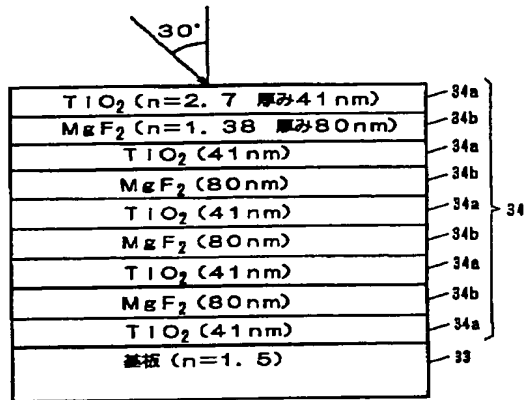 30°
TiO₂(n=2.7 厚み41nm) 34a
MgF₂(n=1.38 厚み80nm) 34b
TiO₂(41nm) 34a
MgF₂(80nm) 34b
TiO₂(41nm) 34a
MgF₂(80nm) 34b
TiO₂(41nm) 34a
MgF₂(80nm) 34b
TiO₂(41nm) 34a
基板(n=1.5) 33
34